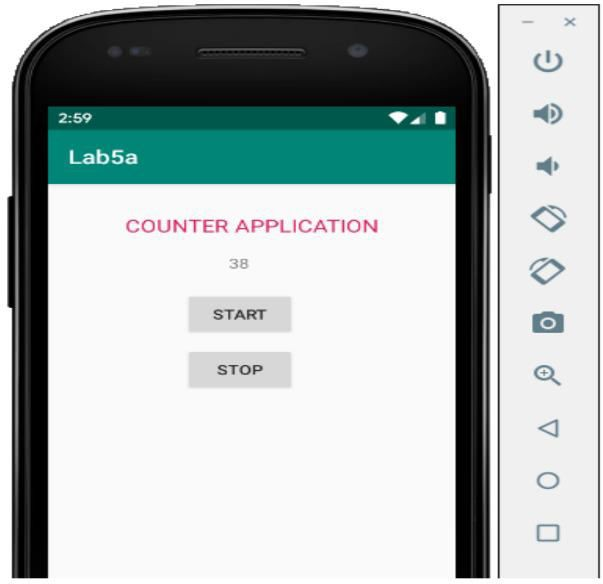 2:59
Lab5a
COUNTER APPLICATION
38
START
STOP